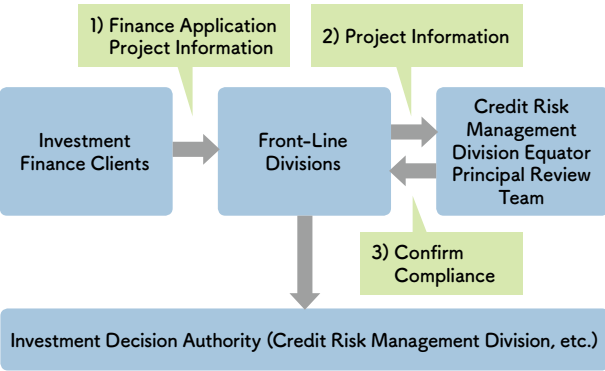 1) Finance Application
Project Information
2) Project Information
Investment
Finance Clients
Front-Line
Divisions
Credit Risk
Management
Division Equator
Principal Review
Team
3) Confirm
Compliance
Investment Decision Authority (Credit Risk Management Division, etc.)